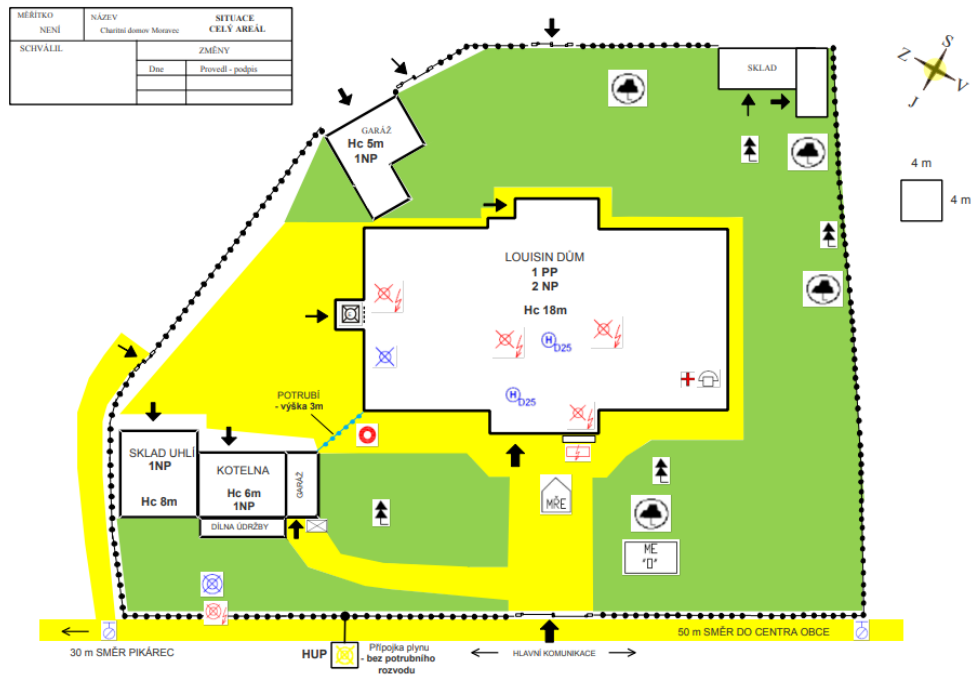 MĚŘÍTKO
NENÍ
NÁZEV
Charitní domov Moravec
SITUACE
CELÝ AREÁL
SCHVÁLIL
ZMĚNY
Dne
Provedl - podpis
S
Z
V
J
4 m
4 m
SKLAD
GARÁŽ
Hc 5m
1NP
LOUISIN DŮM
1 PP
2 NP
Hc 18m
H
D25
H
D25
POTRUBÍ
- výška 3m
SKLAD UHLÍ
1NP
Hc 8m
KOTELNA
Hc 6m
1NP
GARÁŽ
DÍLNA ÚDRŽBY
MŘE
ME
"O"
30 m SMĚR PIKÁREC
HUP
Přípojka plynu
- bez potrubního
rozvodu
HLAVNÍ KOMUNIKACE
50 m SMĚR DO CENTRA OBCE